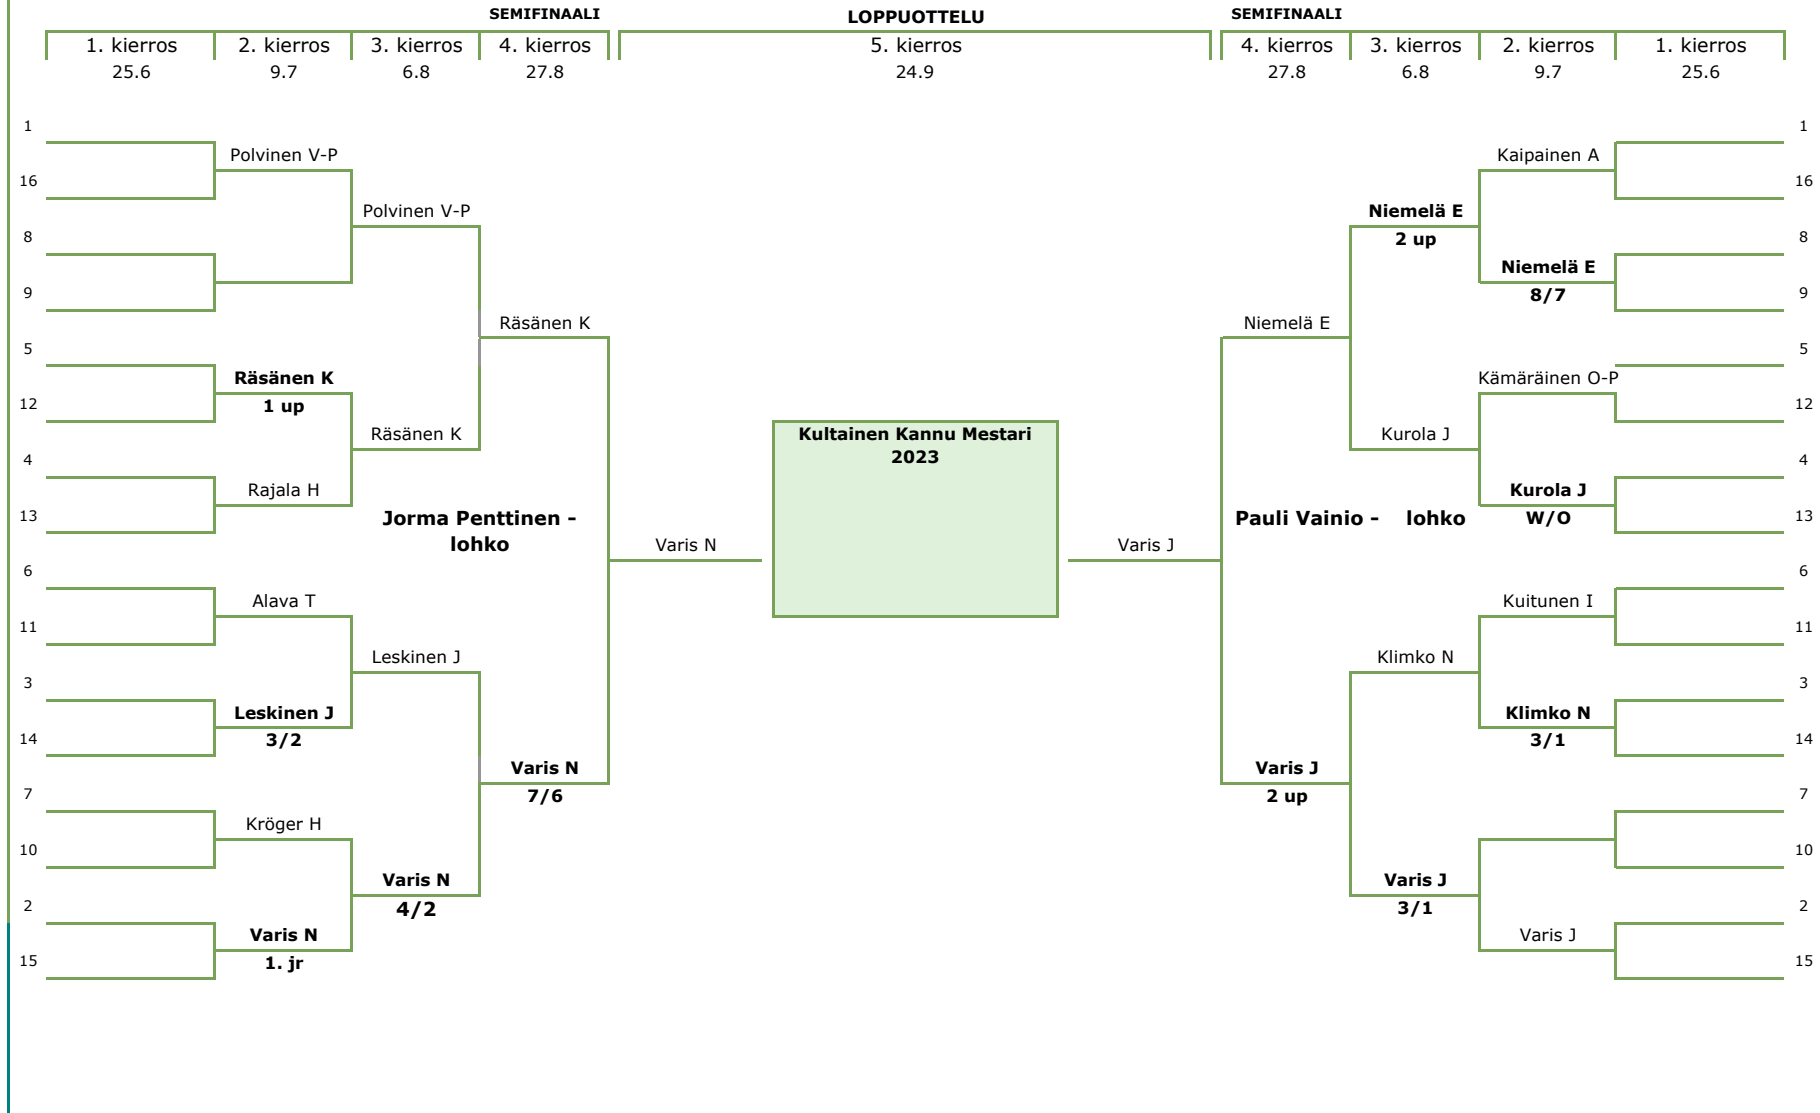 SEMIFINAALI LOPPUOTTELU SEMIFINAALI
1. kierros 2. kierros 3. kierros 4. kierros 5. kierros 4. kierros 3. kierros 2. kierros 1. kierros
25.6 9.7 6.8 27.8 24.9 27.8 6.8 9.7 25.6
1 1
Polvinen V-P Kaipainen A
16 16
Polvinen V-P Niemelä E
8 2 up 8
Niemelä E
9 8/7 9
Räsänen K Niemelä E
5 5
Räsänen K Kämäräinen O-P
12 1 up 12
Räsänen K Kultainen Kannu Mestari Kurola J
4 2023 4
Rajala H Kurola J
13 Jorma Penttinen - Pauli Vainio - lohko W/O 13
lohko Varis N Varis J
6 6
Alava T Kuitunen I
11 11
Leskinen J Klimko N
3 3
Leskinen J Klimko N
14 3/2 3/1 14
Varis N Varis J
7 7/6 2 up 7
Kröger H
10 10
Varis N Varis J
2 4/2 3/1 2
Varis N Varis J
15 1. jr 15